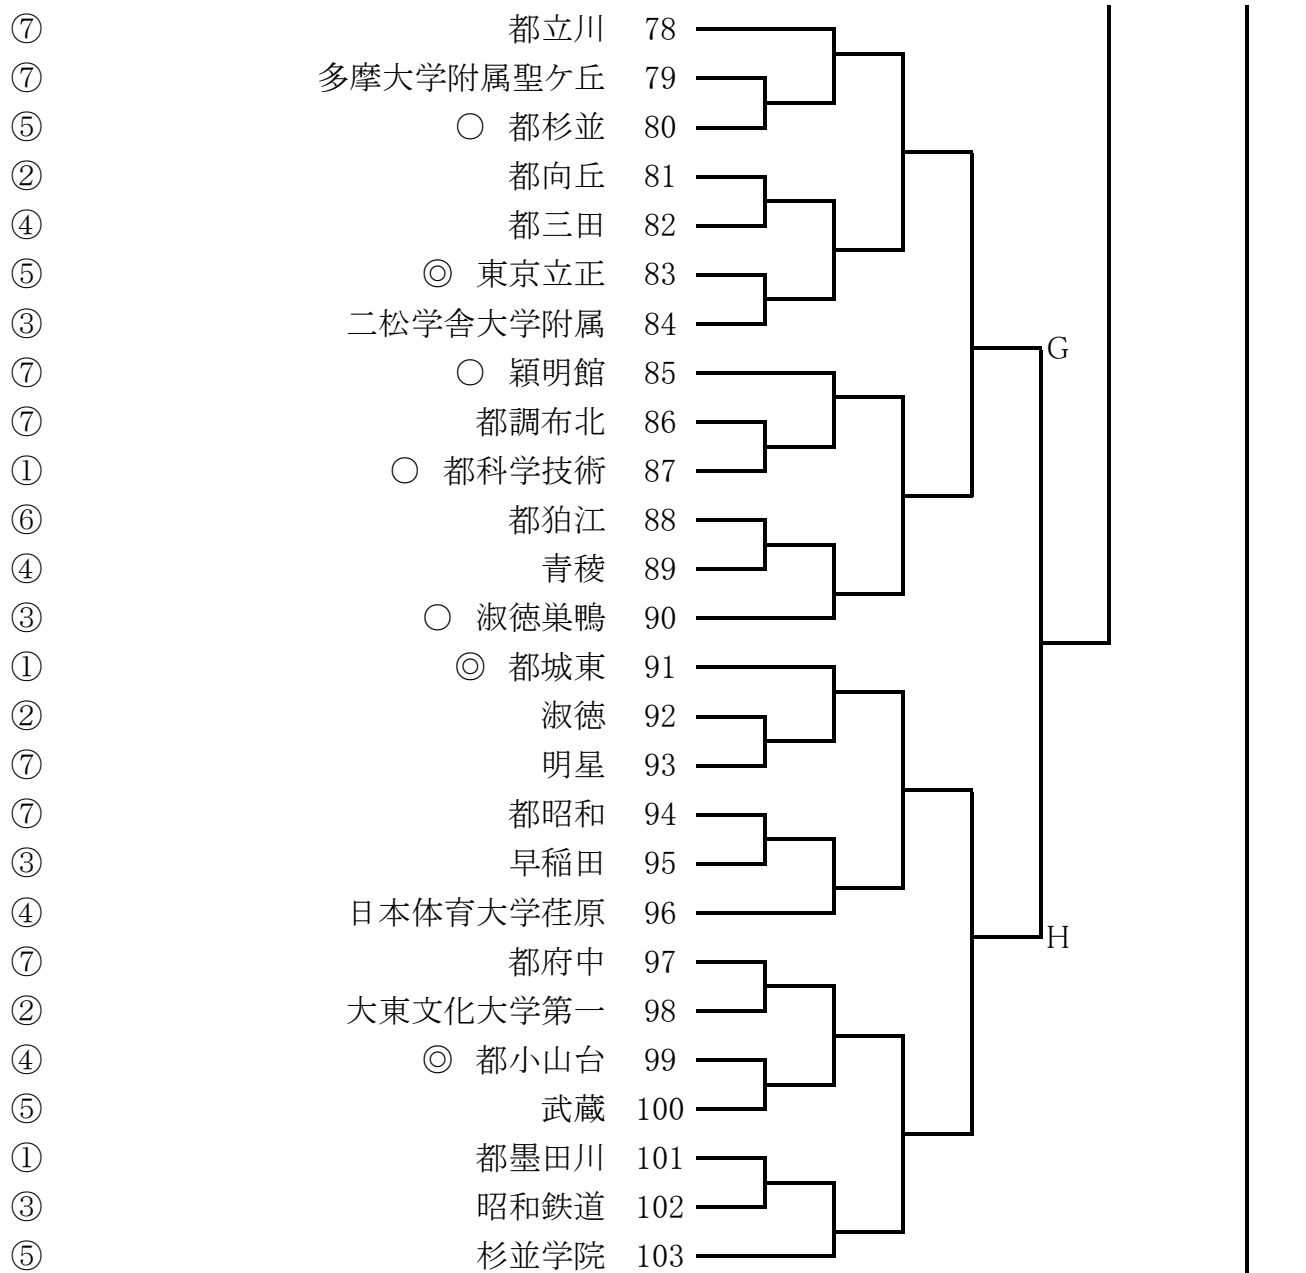 ⑦ 都立川 78
⑦ 多摩大学附属聖ケ丘 79
⑤ ○ 都杉並 80
② 都向丘 81
④ 都三田 82
⑤ ◎ 東京立正 83
③ 二松学舎大学附属 84
G
⑦ ○ 穎明館 85
⑦ 都調布北 86
① ○ 都科学技術 87
⑥ 都狛江 88
④ 青稜 89
③ ○ 淑徳巣鴨 90
① ◎ 都城東 91
② 淑徳 92
⑦ 明星 93
⑦ 都昭和 94
③ 早稲田 95
④ 日本体育大学荏原 96
H
⑦ 都府中 97
② 大東文化大学第一 98
④ ◎ 都小山台 99
⑤ 武蔵 100
① 都墨田川 101
③ 昭和鉄道 102
⑤ 杉並学院 103